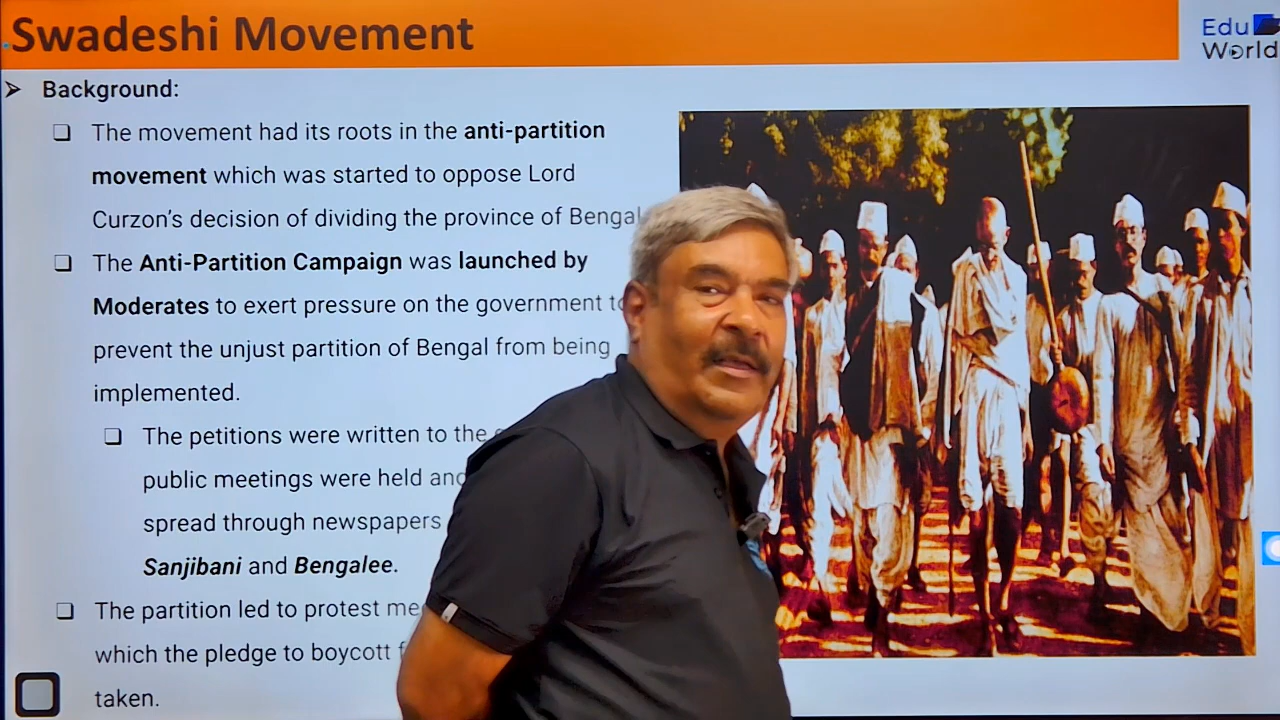 Swadeshi Movement
Edu
World
Background:
The movement had its roots in the anti-partition
movement which was started to oppose Lord
Curzon's decision of dividing the province of Bengal
The Anti-Partition Campaign was launched by
Moderates to exert pressure on the government to
prevent the unjust partition of Bengal from being
implemented.
The petitions were written to the
public meetings were held and
spread through newspapers
Sanjibani and Bengalee.
The partition led to protest
which the pledge to boycott
taken.